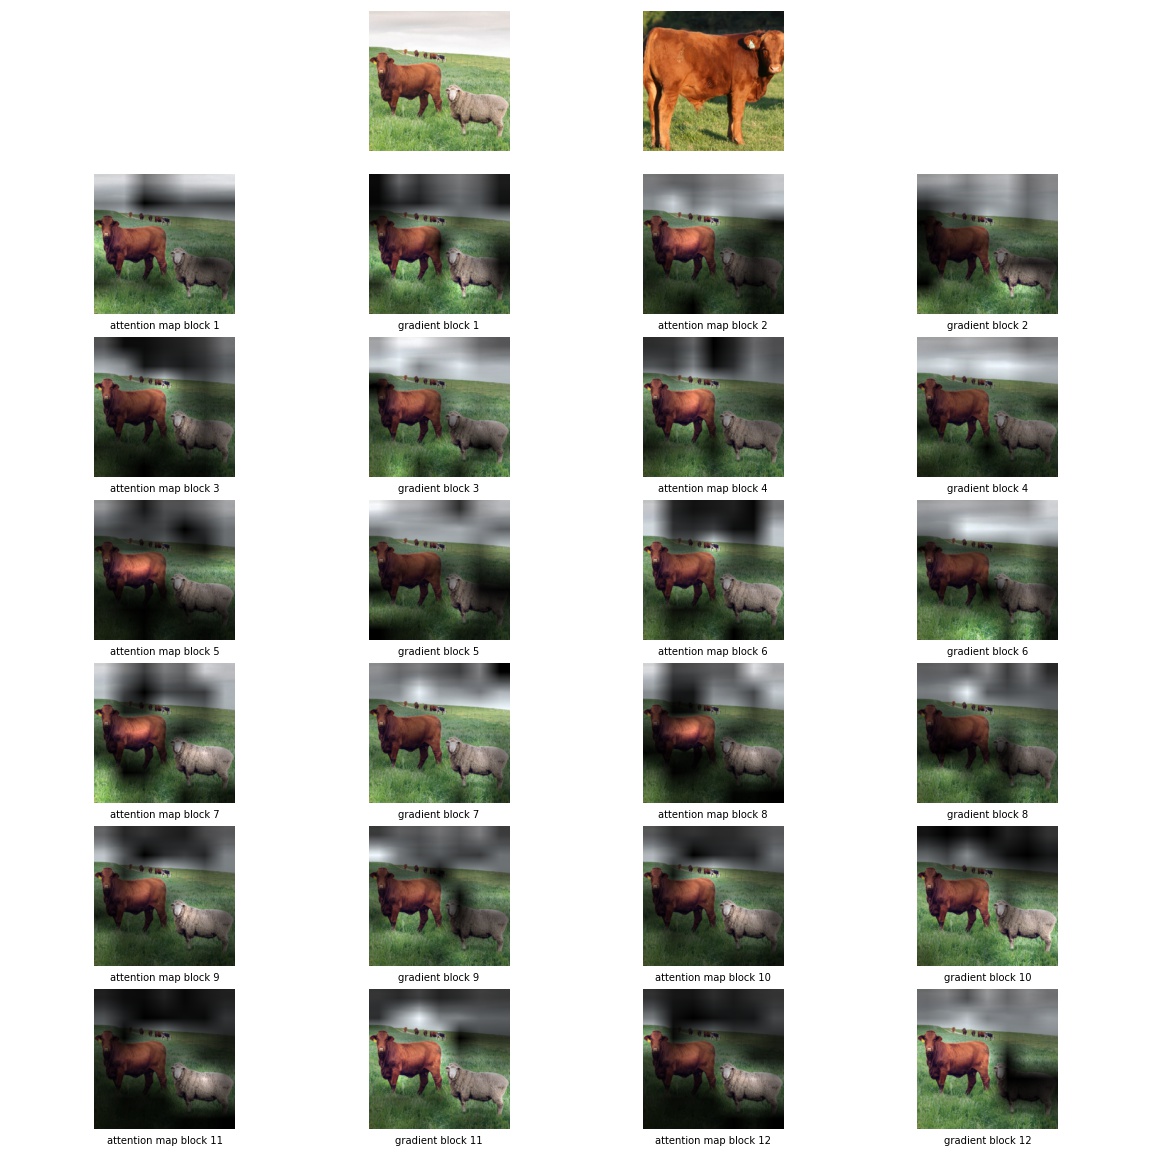 attention map block 1
gradient block 1
attention map block 2
gradient block 2
attention map block 3
gradient block 3
attention map block 4
gradient block 4
attention map block 5
gradient block 5
attention map block 6
gradient block 6
attention map block 7
gradient block 7
attention map block 8
gradient block 8
attention map block 9
gradient block 9
attention map block 10
gradient block 10
attention map block 11
gradient block 11
attention map block 12
gradient block 12